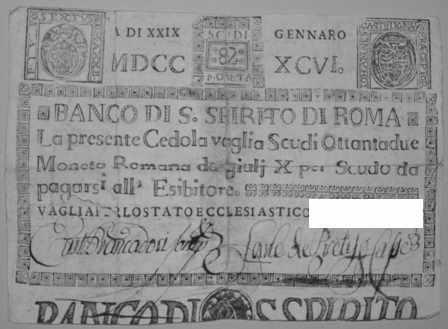 A DI XXIX SCUDI GENNARO
MDCC 82 XCVI.
MONETA
BANCO DI S. SPIRITO DI ROMA
La presente Cedola vaglia Scudi Ottantadue
Moneta Romana de giulj X per Scudo da
pagarsi all' Esibitore.
VAGLIA PER LO STATO ECCLESIASTICO
BANCO DI S. SPIRITO